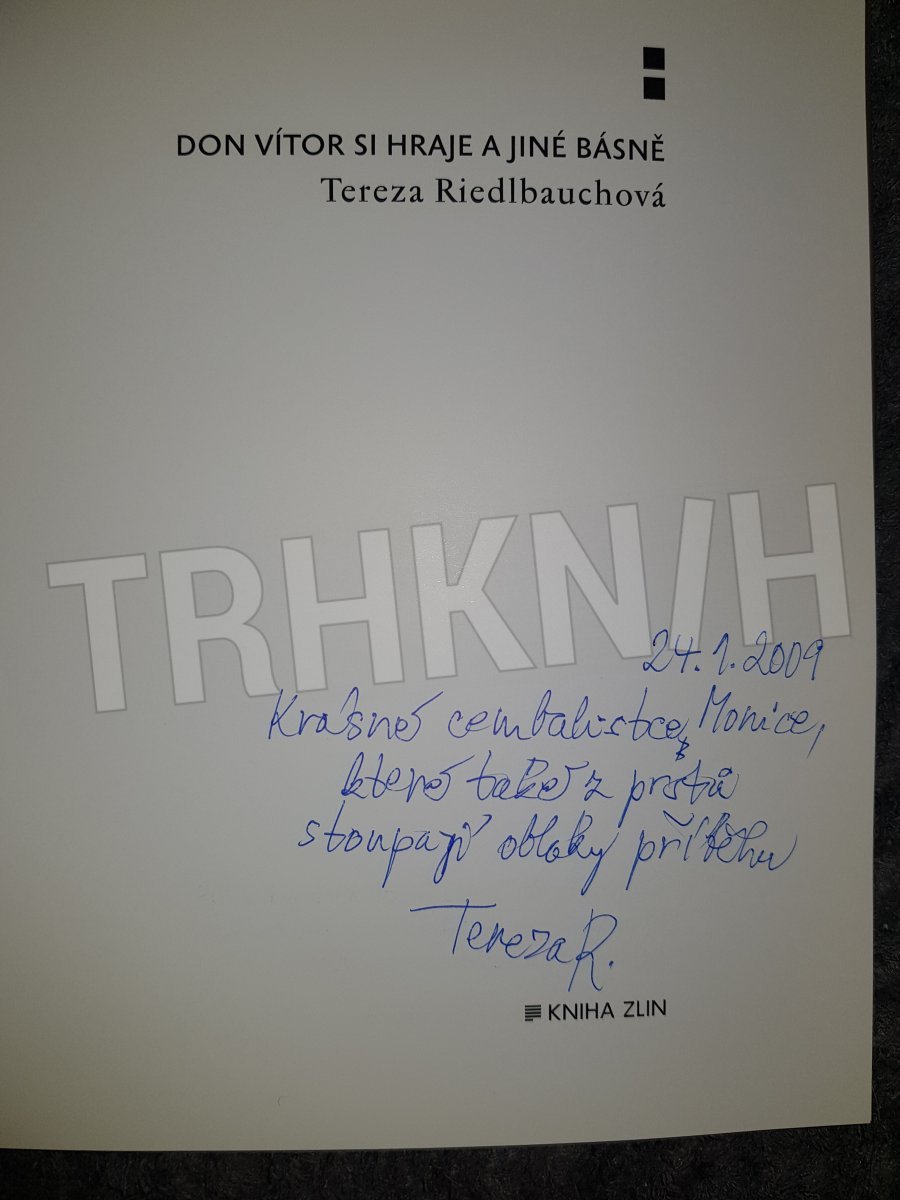 DON VÍTOR SI HRAJE A JINÉ BÁSNĚ
Tereza Riedlbauchová
TRHKNIH
24.1.2009
Krásné cembalistce Monice,
které také z prstů
stoupají oblaky příběhu
Tereza R.
KNIHA ZLIN